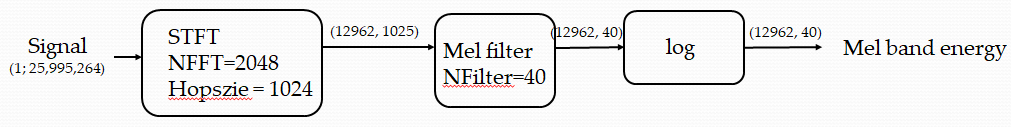 Signal
(1; 25,995,264)
STFT
NFFT=2048
Hopszie = 1024
(12962, 1025)
Mel filter
NFilter=40
(12962, 40)
log
(12962, 40)
Mel band energy